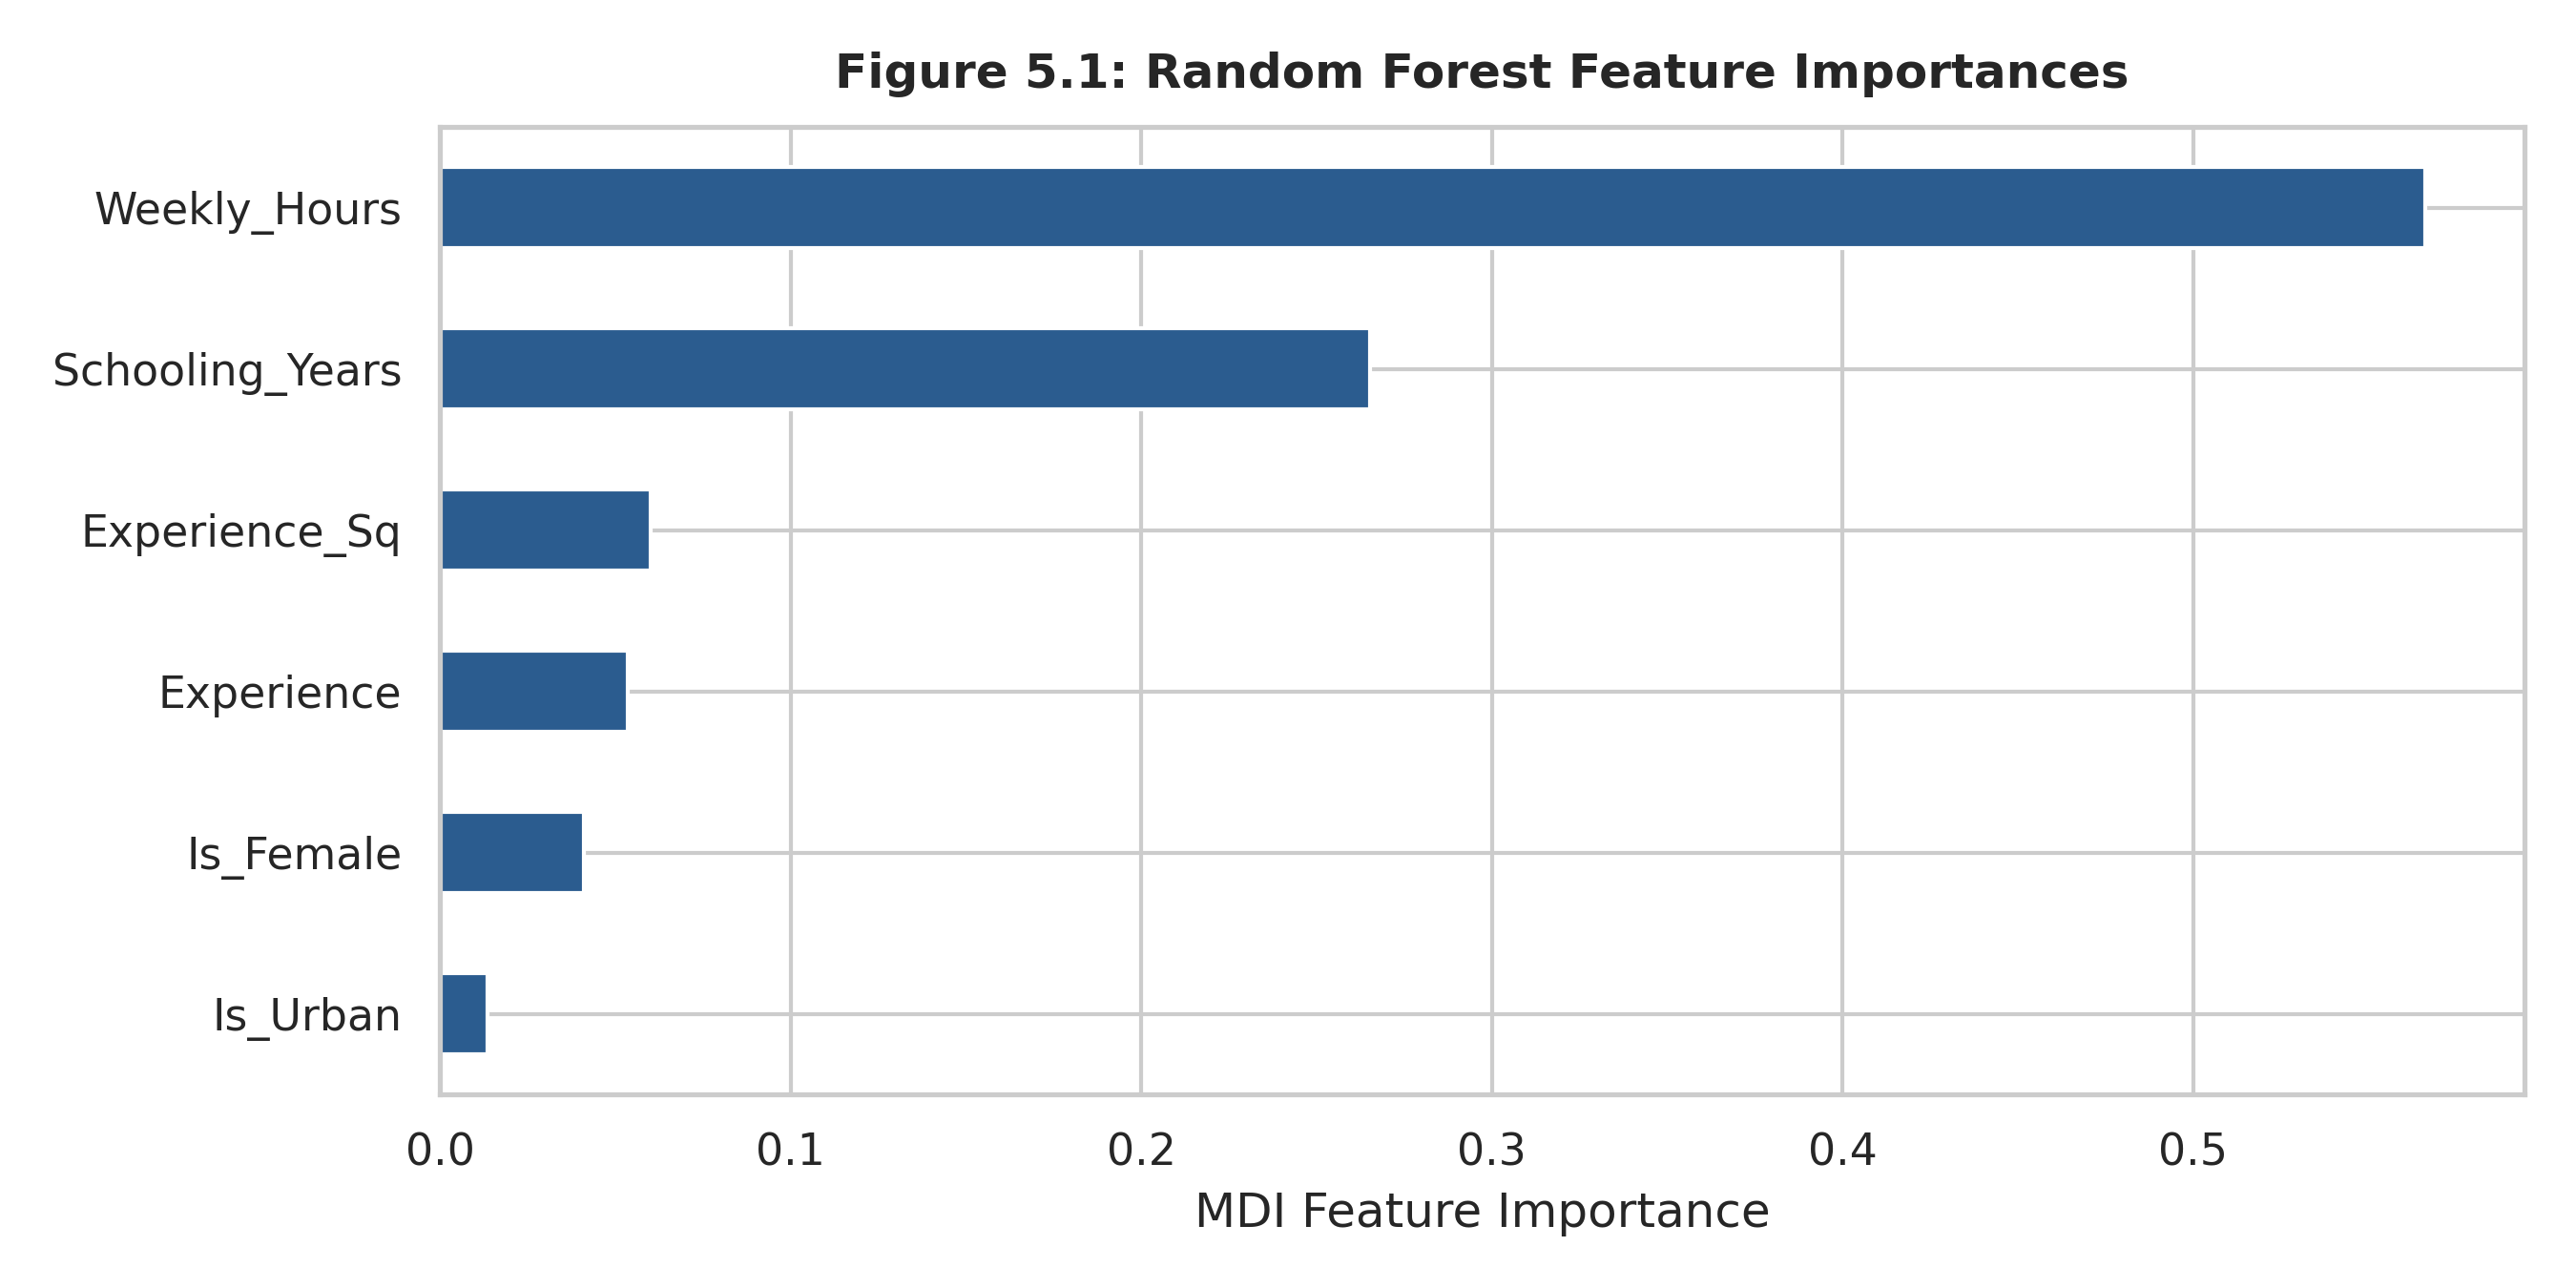 Figure 5.1: Random Forest Feature Importances
Weekly_Hours
Schooling_Years
Experience_Sq
Experience
Is_Female
Is_Urban
0.0 0.1 0.2 0.3 0.4 0.5
MDI Feature Importance